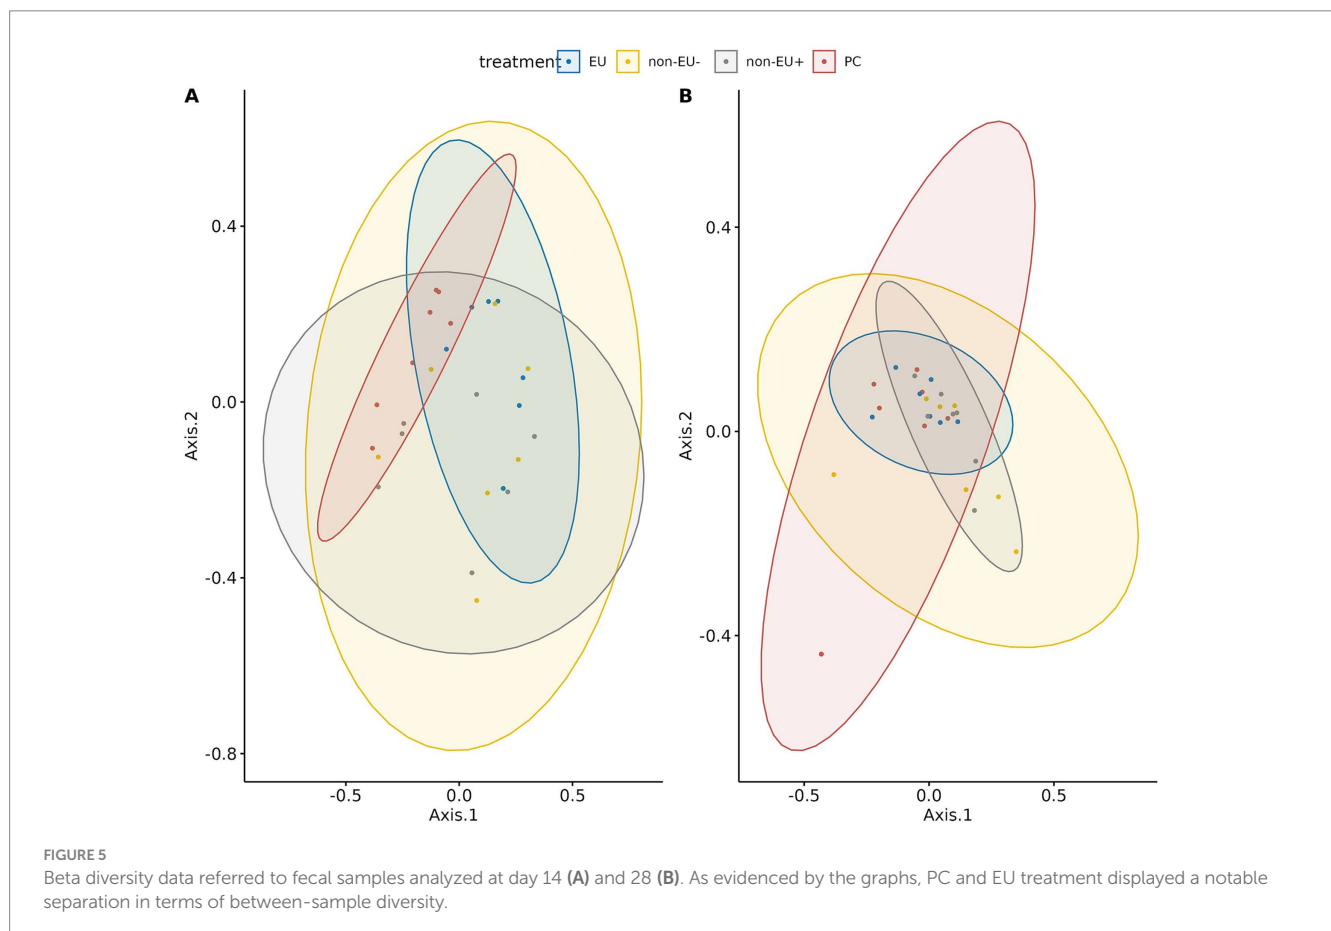 treatment EU non-EU- non-EU+ PC
A
B
0.4
0.0
-0.4
-0.8
Axis.2
-0.5 0.0 0.5
Axis.1
0.4
0.0
-0.4
Axis.2
-0.5 0.0 0.5
Axis.1
FIGURE 5
Beta diversity data referred to fecal samples analyzed at day 14 (A) and 28 (B). As evidenced by the graphs, PC and EU treatment displayed a notable
separation in terms of between-sample diversity.